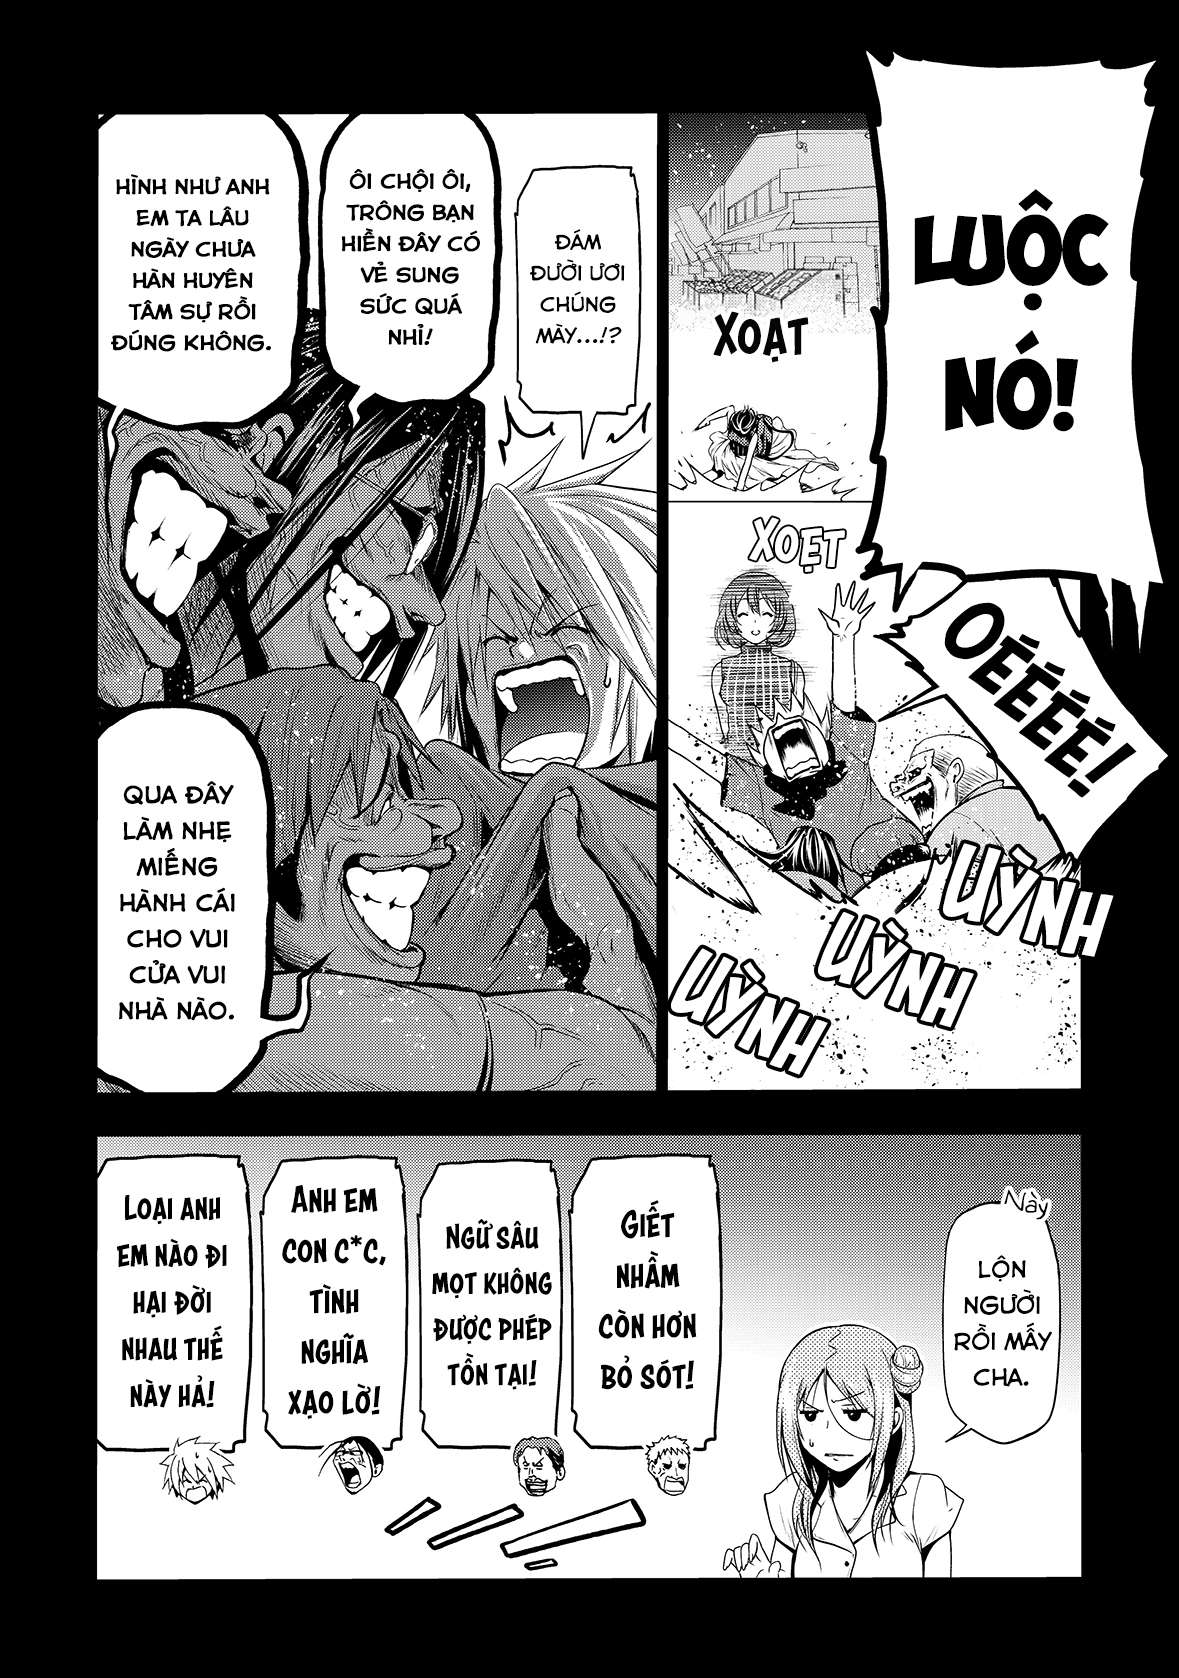 LUỘC
NÓ!
XOẠT
XOẸT
OÉÉÉÉ!
UỲNH
UỲNH
UỲNH
ĐÁM
ĐƯỜI ƯƠI
CHÚNG
MÀY...!?
ÔI CHỘI ÔI,
TRÔNG BẠN
HIỀN ĐÂY CÓ
VẺ SUNG
SỨC QUÁ
NHỈ!
HÌNH NHƯ ANH
EM TA LÂU
NGÀY CHƯA
HÀN HUYÊN
TÂM SỰ RỒI
ĐÚNG KHÔNG.
QUA ĐÂY
LÀM NHẸ
MIẾNG
HÀNH CÁI
CHO VUI
CỬA VUI
NHÀ NÀO.
Này
LỘN
NGƯỜI
RỒI MẤY
CHA.
GIẾT
NHẦM
CÒN HƠN
BỎ SÓT!
NGỮ SÂU
MỌT KHÔNG
ĐƯỢC PHÉP
TỒN TẠI!
ANH EM
CON C*C,
TÌNH
NGHĨA
XẠO LỜ!
LOẠI ANH
EM NÀO ĐI
HẠI ĐỜI
NHAU THẾ
NÀY HẢ!